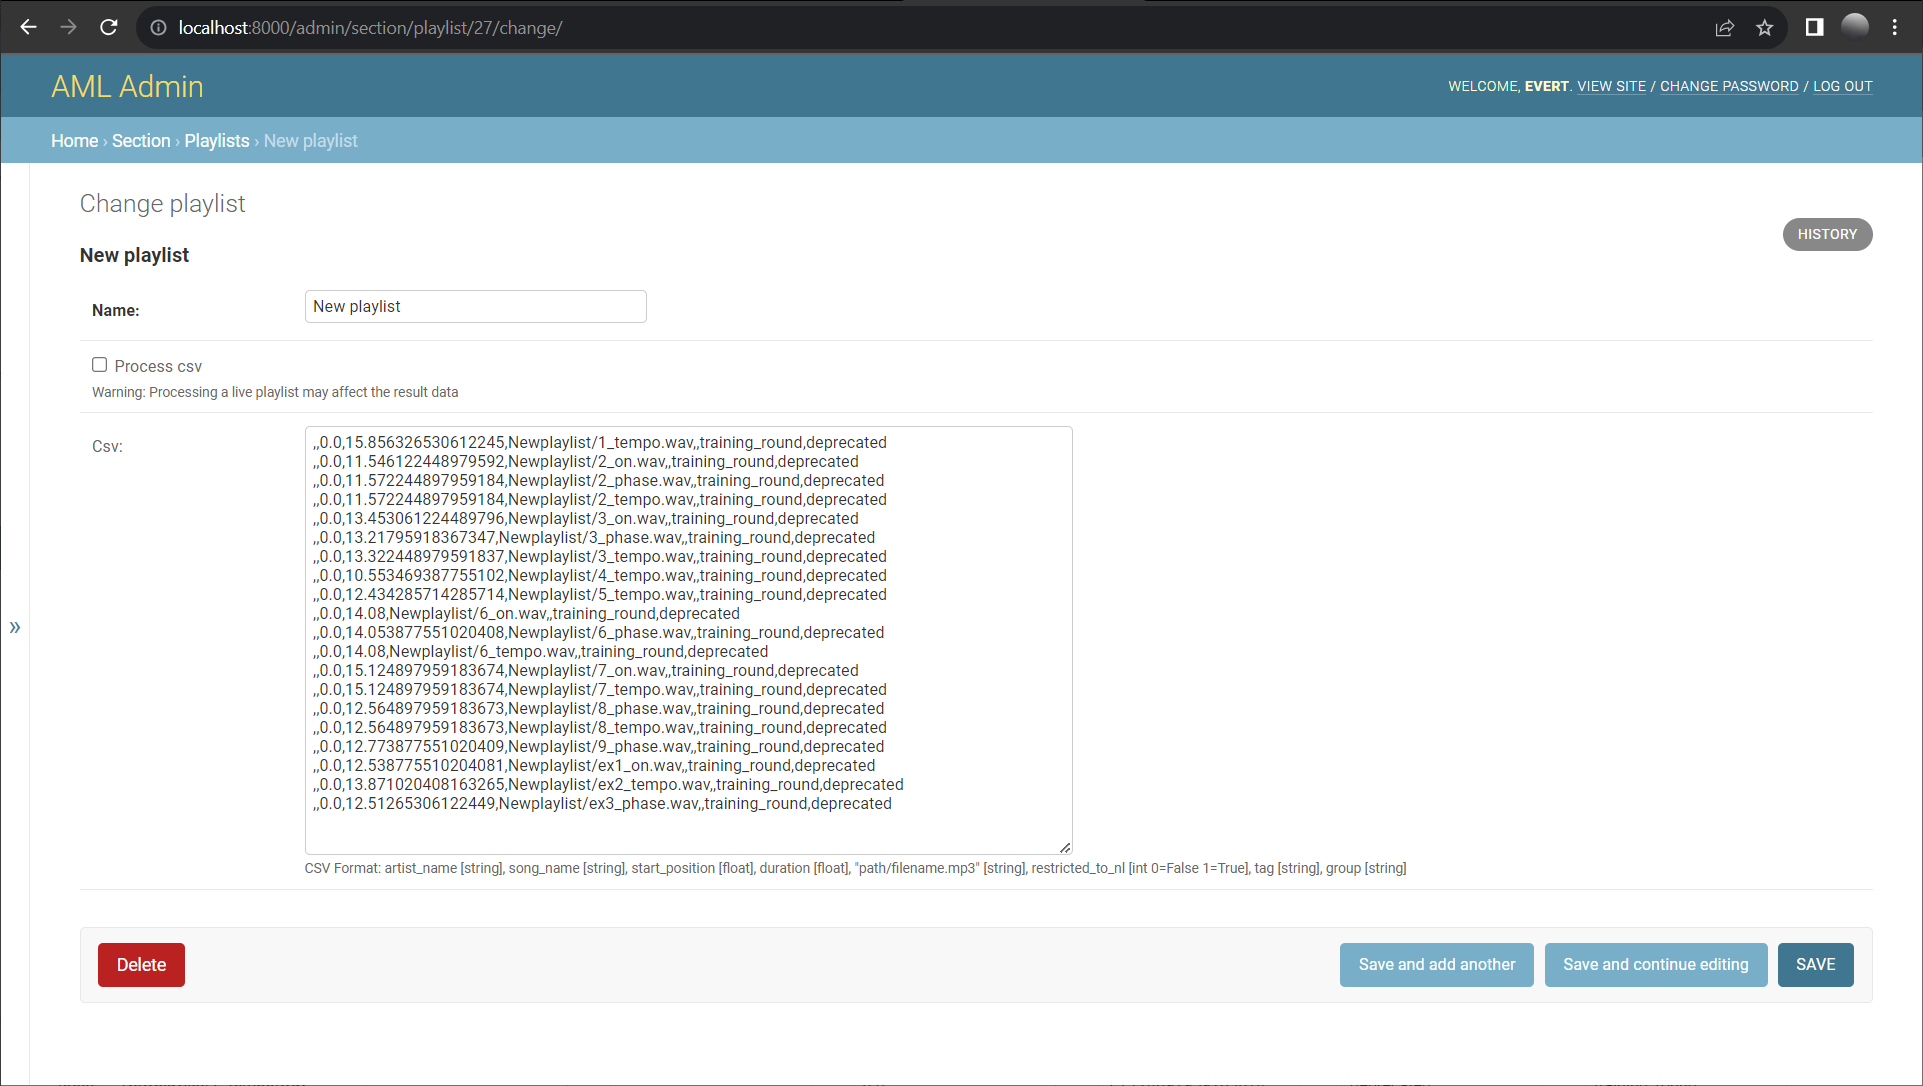 localhost:8000/admin/section/playlist/27/change/
AML Admin
WELCOME, EVERT. VIEW SITE / CHANGE PASSWORD / LOG OUT
Home › Section › Playlists › New playlist
Change playlist
HISTORY
New playlist
Name:
New playlist
Process csv
Warning: Processing a live playlist may affect the result data
Csv:
,,0.0,15.856326530612245,Newplaylist/1_tempo.wav,,training_round,deprecated
,,0.0,11.546122448979592,Newplaylist/2_on.wav,,training_round,deprecated
,,0.0,11.572244897959184,Newplaylist/2_phase.wav,,training_round,deprecated
,,0.0,11.572244897959184,Newplaylist/2_tempo.wav,,training_round,deprecated
,,0.0,13.453061224489796,Newplaylist/3_on.wav,,training_round,deprecated
,,0.0,13.21795918367347,Newplaylist/3_phase.wav,,training_round,deprecated
,,0.0,13.322448979591837,Newplaylist/3_tempo.wav,,training_round,deprecated
,,0.0,10.553469387755102,Newplaylist/4_tempo.wav,,training_round,deprecated
,,0.0,12.434285714285714,Newplaylist/5_tempo.wav,,training_round,deprecated
,,0.0,14.08,Newplaylist/6_on.wav,,training_round,deprecated
,,0.0,14.053877551020408,Newplaylist/6_phase.wav,,training_round,deprecated
,,0.0,14.08,Newplaylist/6_tempo.wav,,training_round,deprecated
,,0.0,15.124897959183674,Newplaylist/7_on.wav,,training_round,deprecated
,,0.0,15.124897959183674,Newplaylist/7_tempo.wav,,training_round,deprecated
,,0.0,12.564897959183673,Newplaylist/8_phase.wav,,training_round,deprecated
,,0.0,12.564897959183673,Newplaylist/8_tempo.wav,,training_round,deprecated
,,0.0,12.773877551020409,Newplaylist/9_phase.wav,,training_round,deprecated
,,0.0,12.538775510204081,Newplaylist/ex1_on.wav,,training_round,deprecated
,,0.0,13.871020408163265,Newplaylist/ex2_tempo.wav,,training_round,deprecated
,,0.0,12.51265306122449,Newplaylist/ex3_phase.wav,,training_round,deprecated
»
CSV Format: artist_name [string], song_name [string], start_position [float], duration [float], "path/filename.mp3" [string], restricted_to_nl [int 0=False 1=True], tag [string], group [string]
Delete
Save and add another
Save and continue editing
SAVE